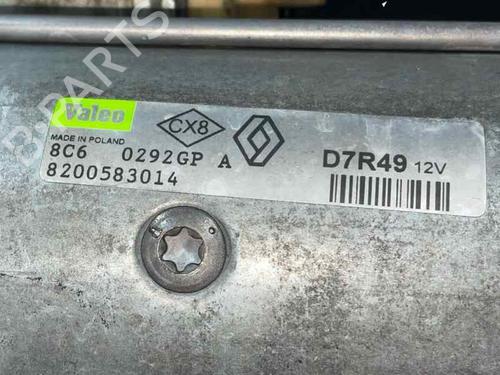 Valeo
MADE IN POLAND
CX8
8C6 0292GP A
8200583014
D7R49 12V
B-PARTS